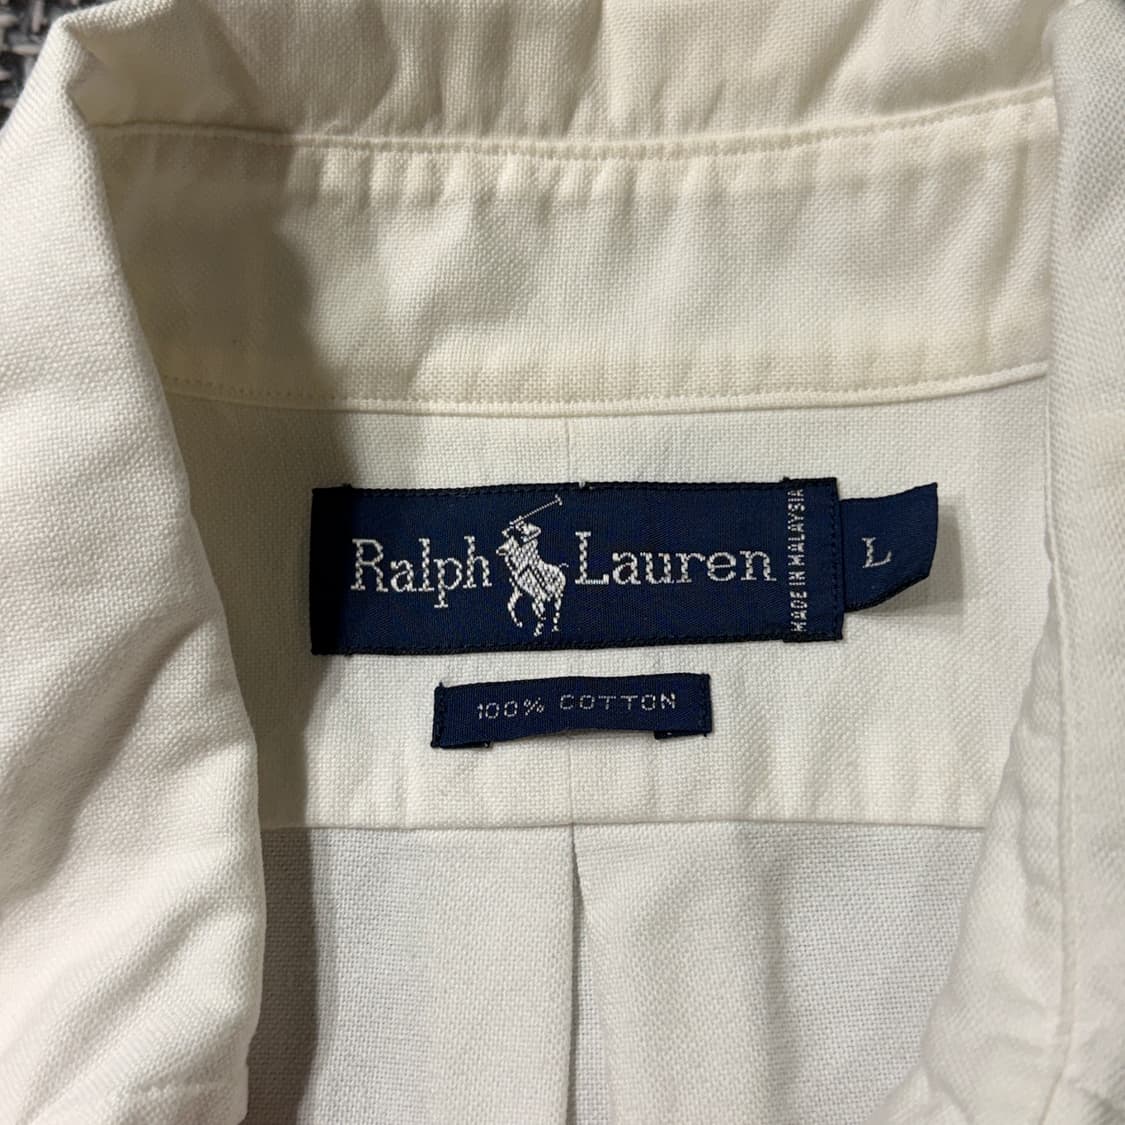 Ralph Lauren
MADE IN MALAYSIA
L
100% COTTON